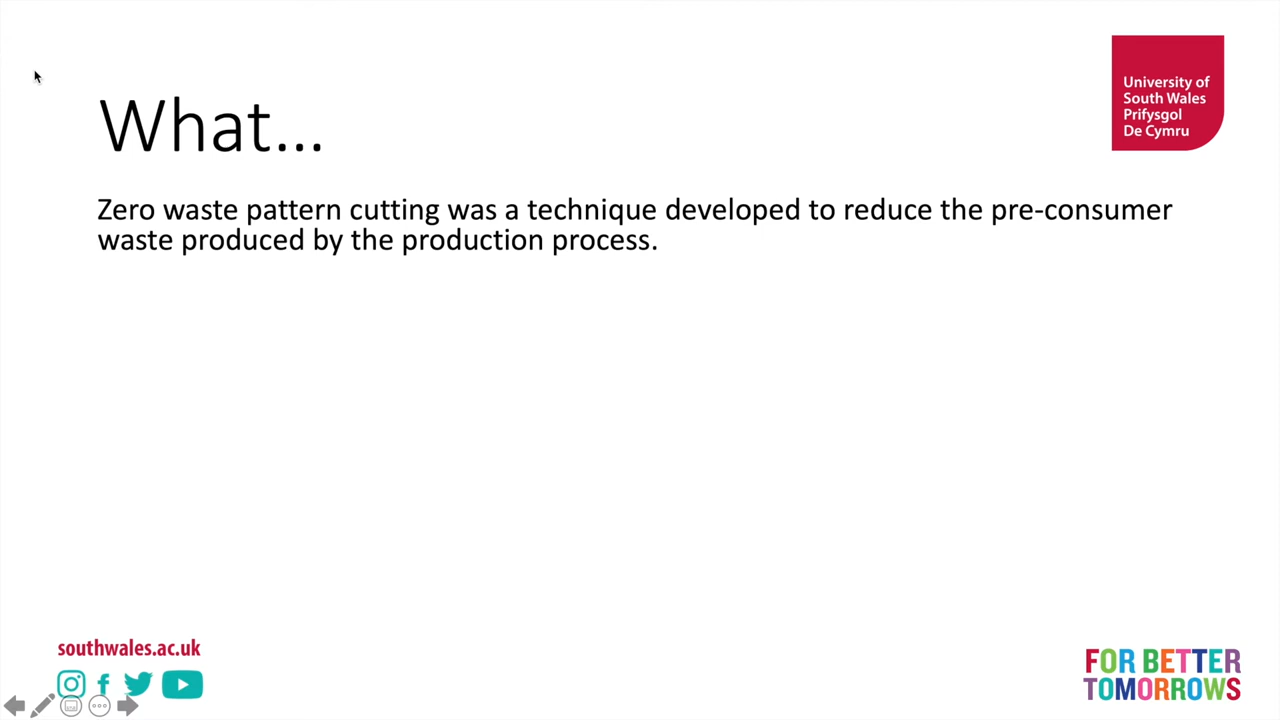 What...
University of
South Wales
Prifysgol
De Cymru
Zero waste pattern cutting was a technique developed to reduce the pre-consumer
waste produced by the production process.
southwales.ac.uk
FOR BETTER
TOMORROWS